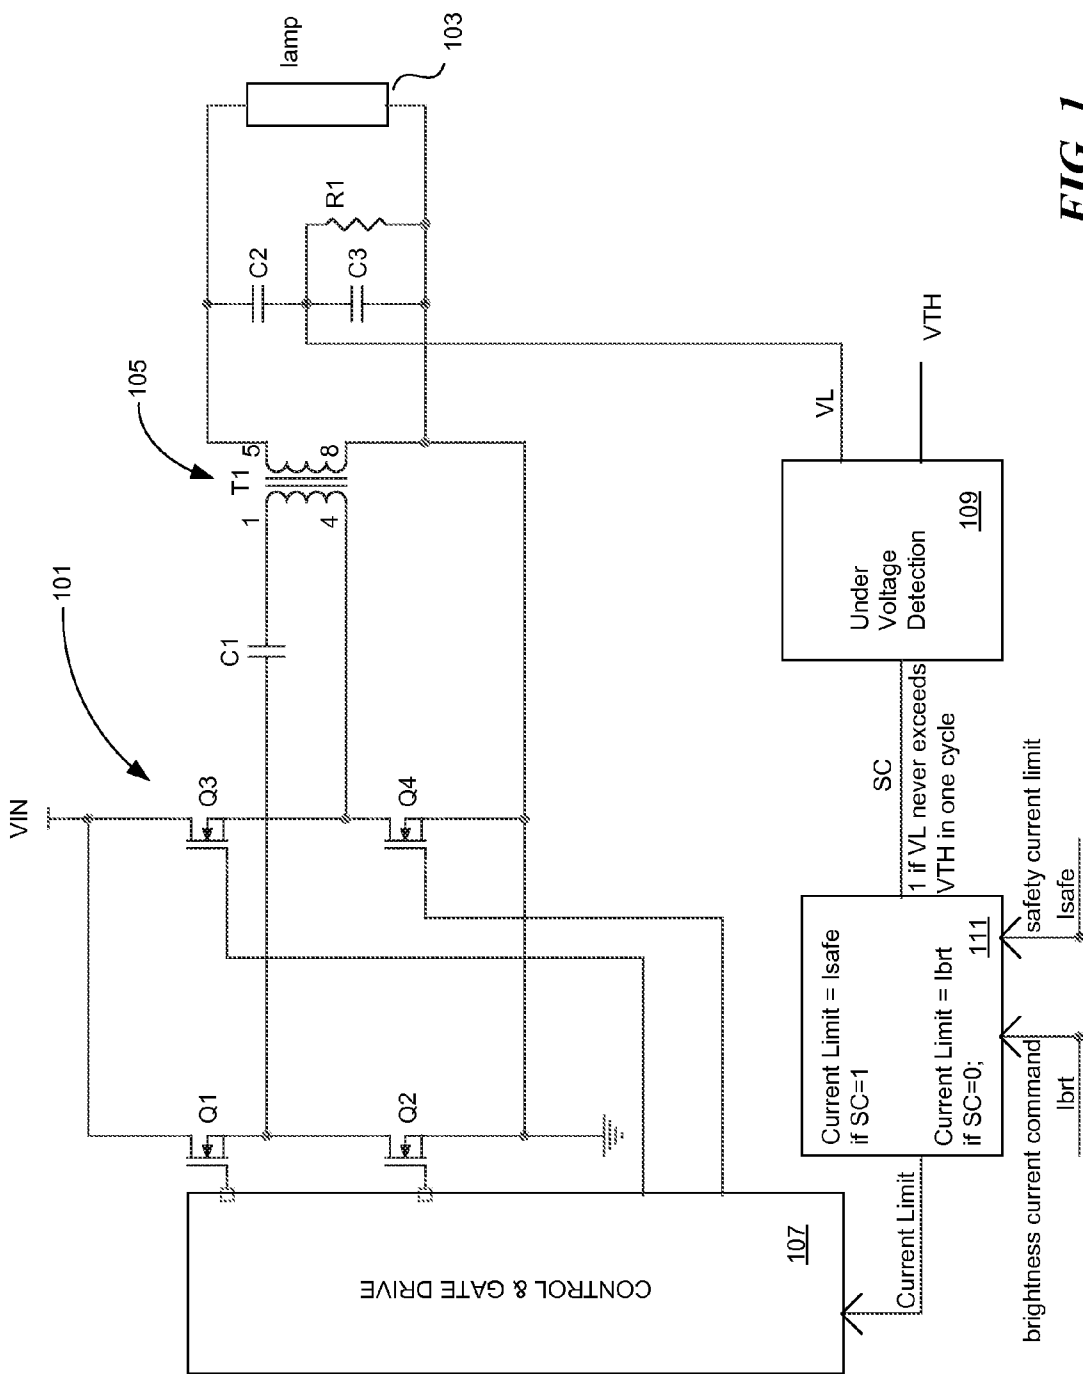 VIN
101
105
lamp
103
Q1
Q3
C1
T1
1
5
4
8
C2
C3
R1
Q2
Q4
CONTROL & GATE DRIVE
107
Current Limit
Current Limit = Isafe
if SC=1
Current Limit = Ibrt
if SC=0;
111
SC
1 if VL never exceeds
VTH in one cycle
Under
Voltage
Detection
109
VL
VTH
brightness current command
Ibrt
safety current limit
Isafe
FIG. 1